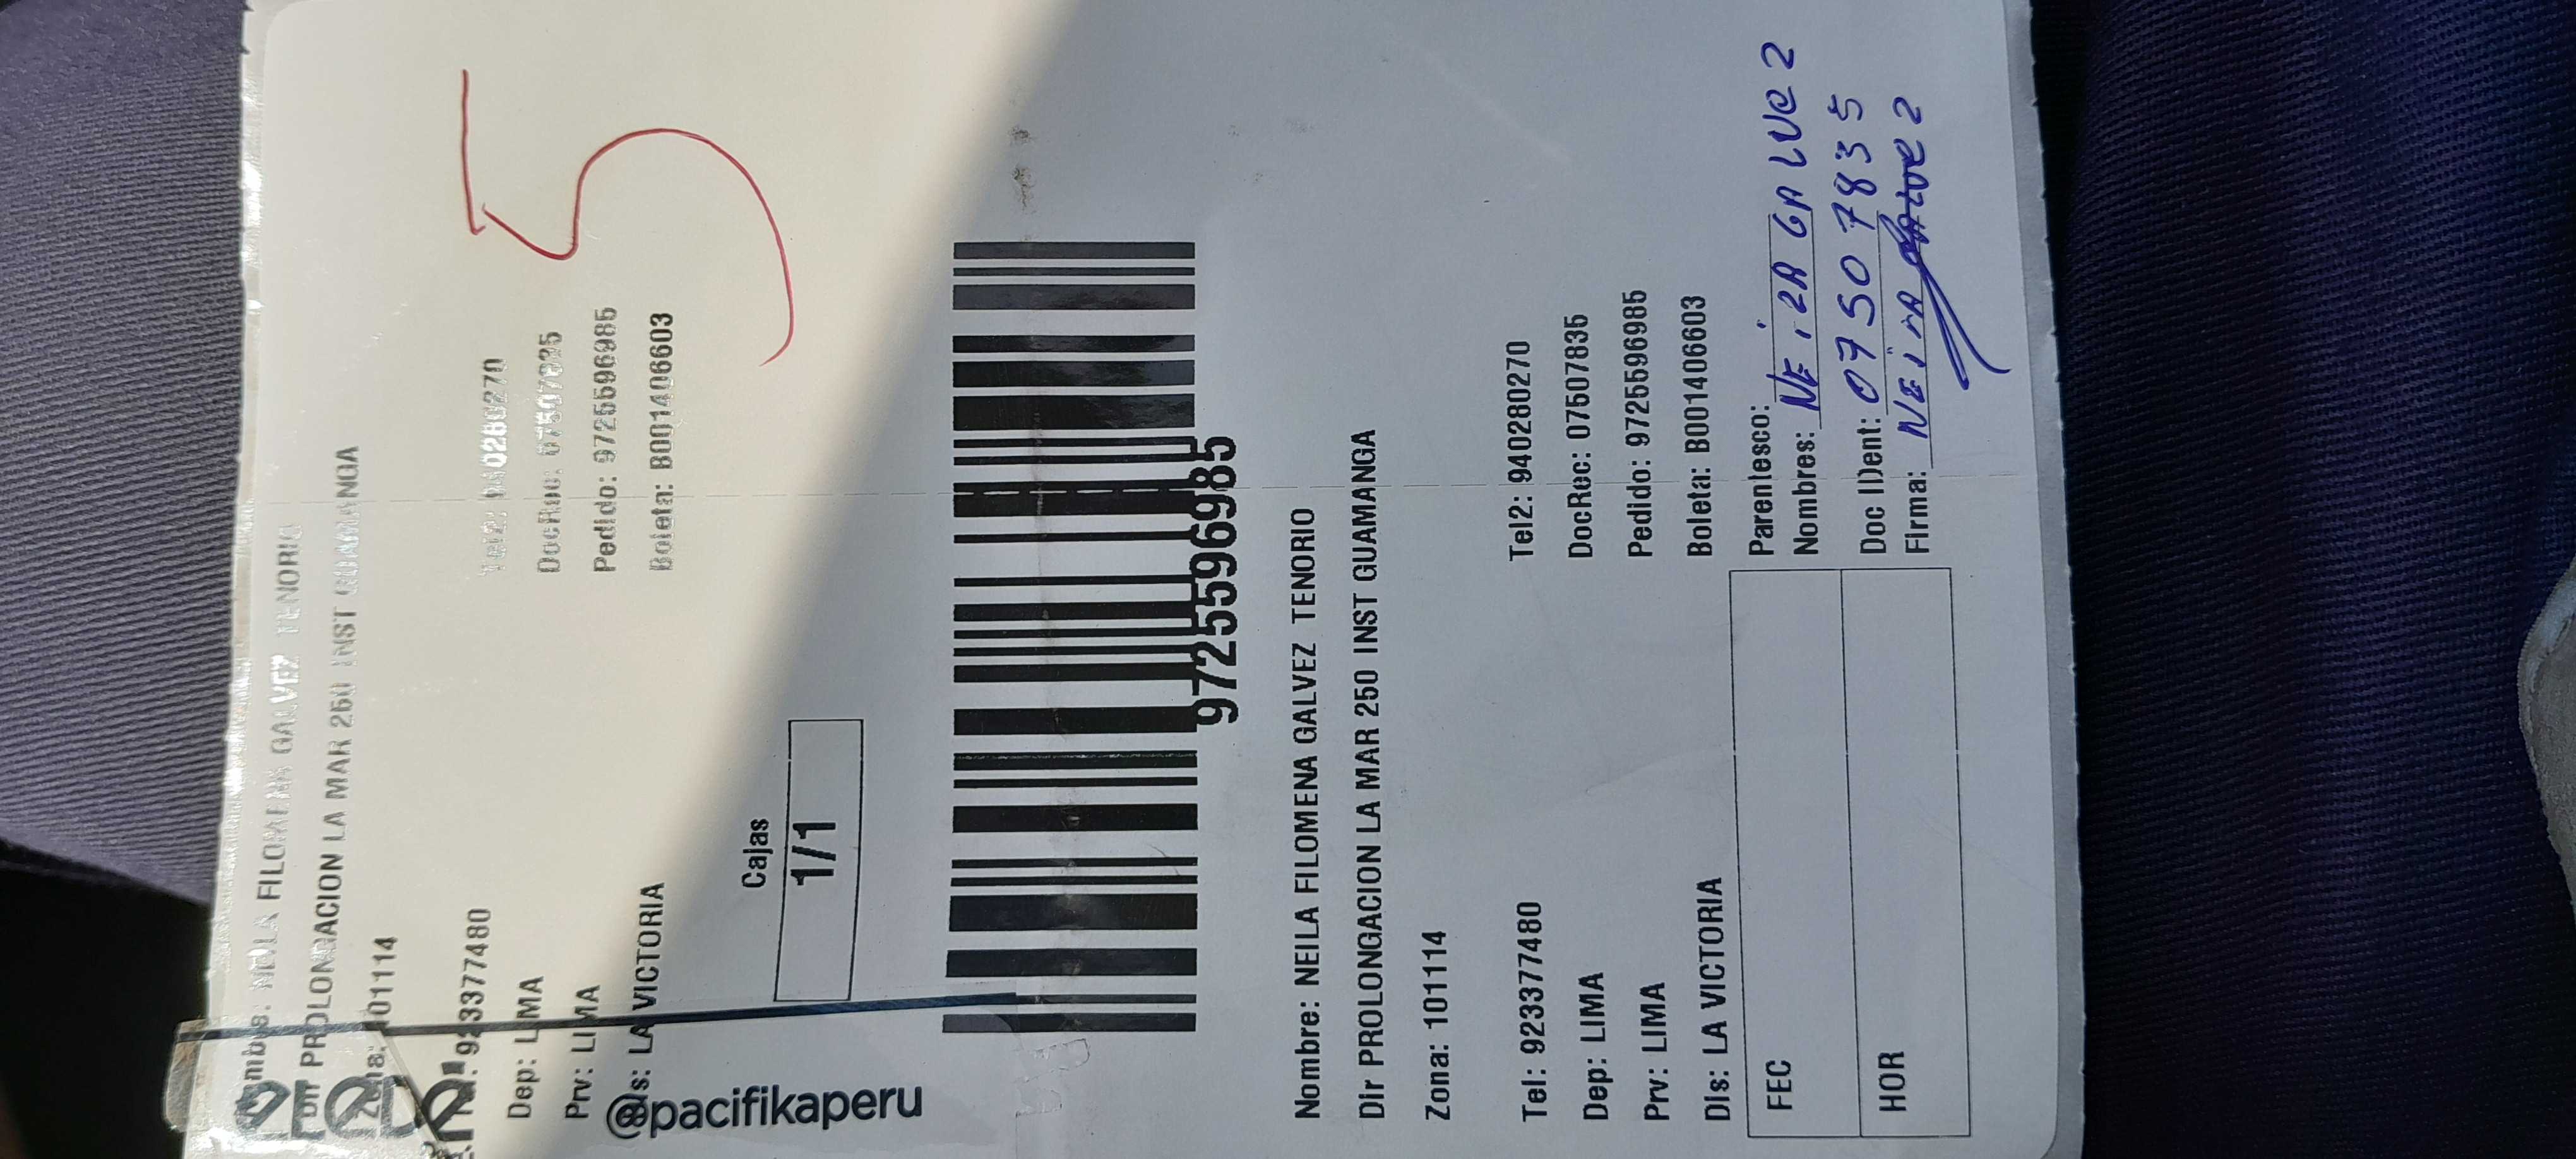 Nombre: NEILA FILOMENA GALVEZ TENORIO
Dir PROLONGACION LA MAR 250 INST GUAMANGA
Zona: 101114
Tel: 923377480 Tel2: 940280270
Dep: LIMA DocRec: 07507835
Prv: LIMA Pedido: 9725596985
Dis: LA VICTORIA Boleta: B001406603
@pacifikaperu
Cajas
1/1
5
9725596985
Nombre: NEILA FILOMENA GALVEZ TENORIO
Dir PROLONGACION LA MAR 250 INST GUAMANGA
Zona: 101114
Tel: 923377480 Tel2: 940280270
Dep: LIMA DocRec: 07507835
Prv: LIMA Pedido: 9725596985
Dis: LA VICTORIA Boleta: B001406603
FEC
HOR
Parentesco:
Nombres: NEILA GALVEZ
Doc IDent: 07507835
Firma: NEILA GALVEZ